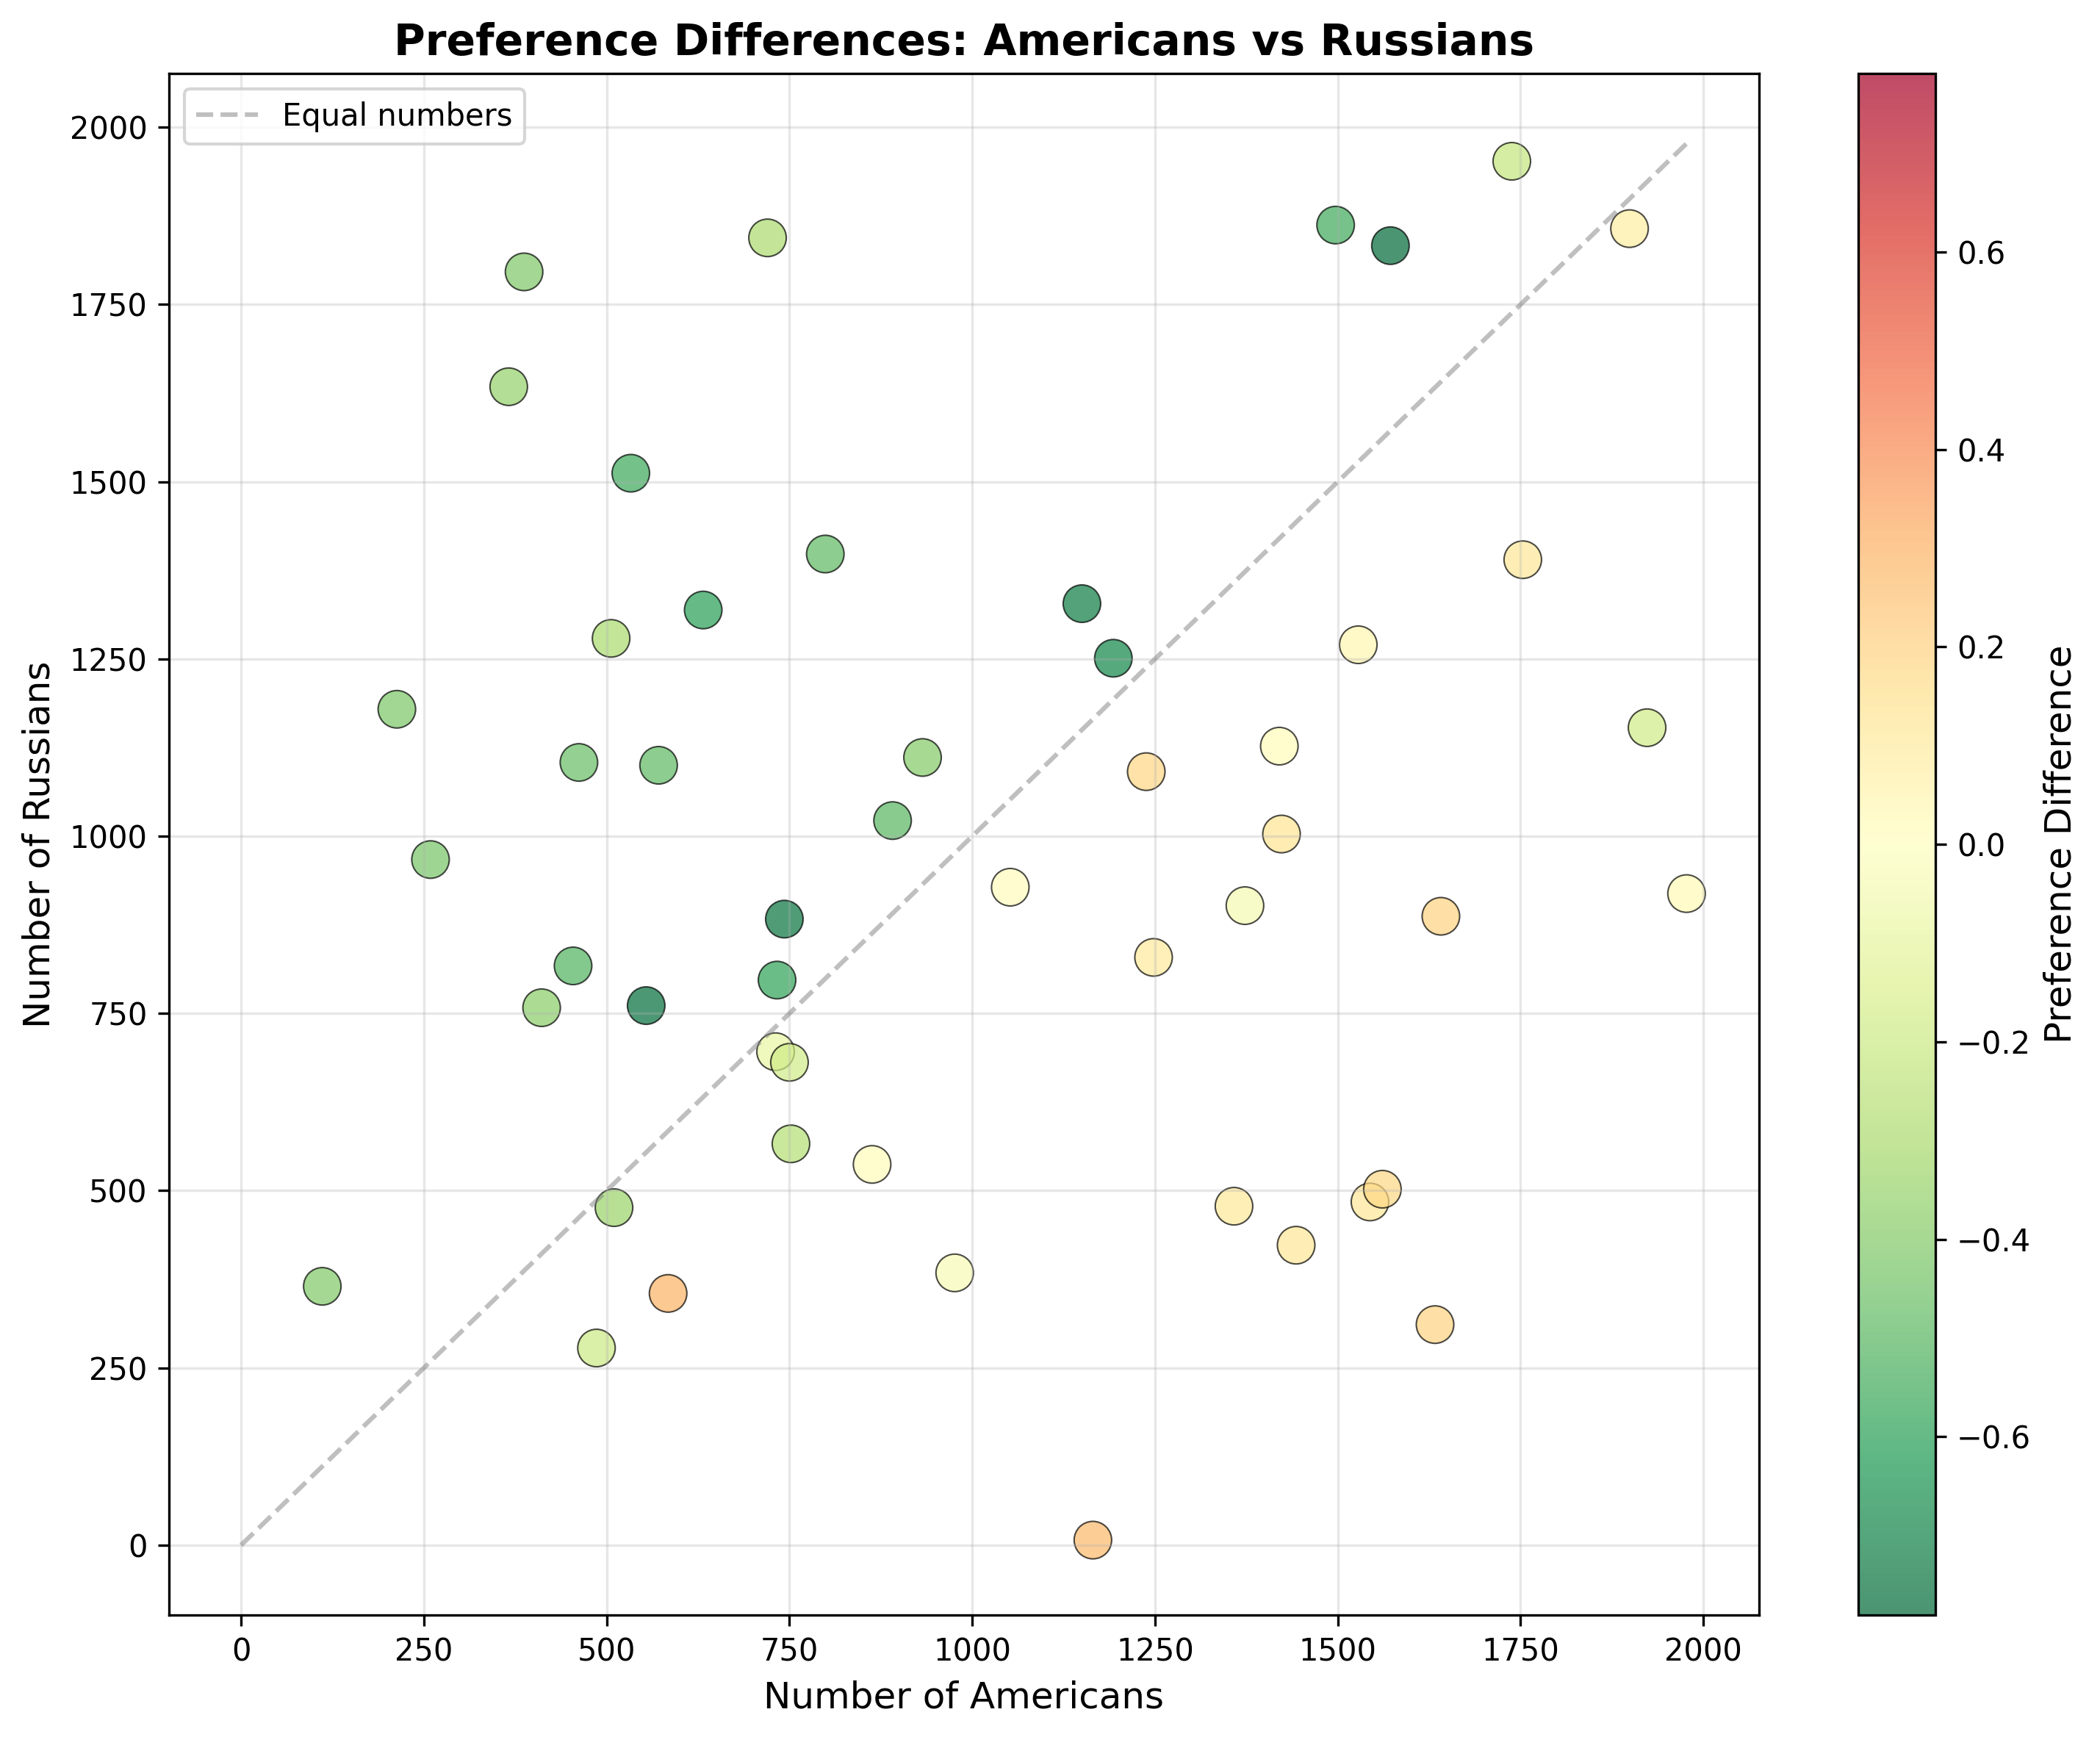 Preference Differences: Americans vs Russians
Equal numbers
2000
1750
1500
1250
1000
750
500
250
0
Number of Russians
0 250 500 750 1000 1250 1500 1750 2000
Number of Americans
0.6
0.4
0.2
0.0
−0.2
−0.4
−0.6
Preference Difference